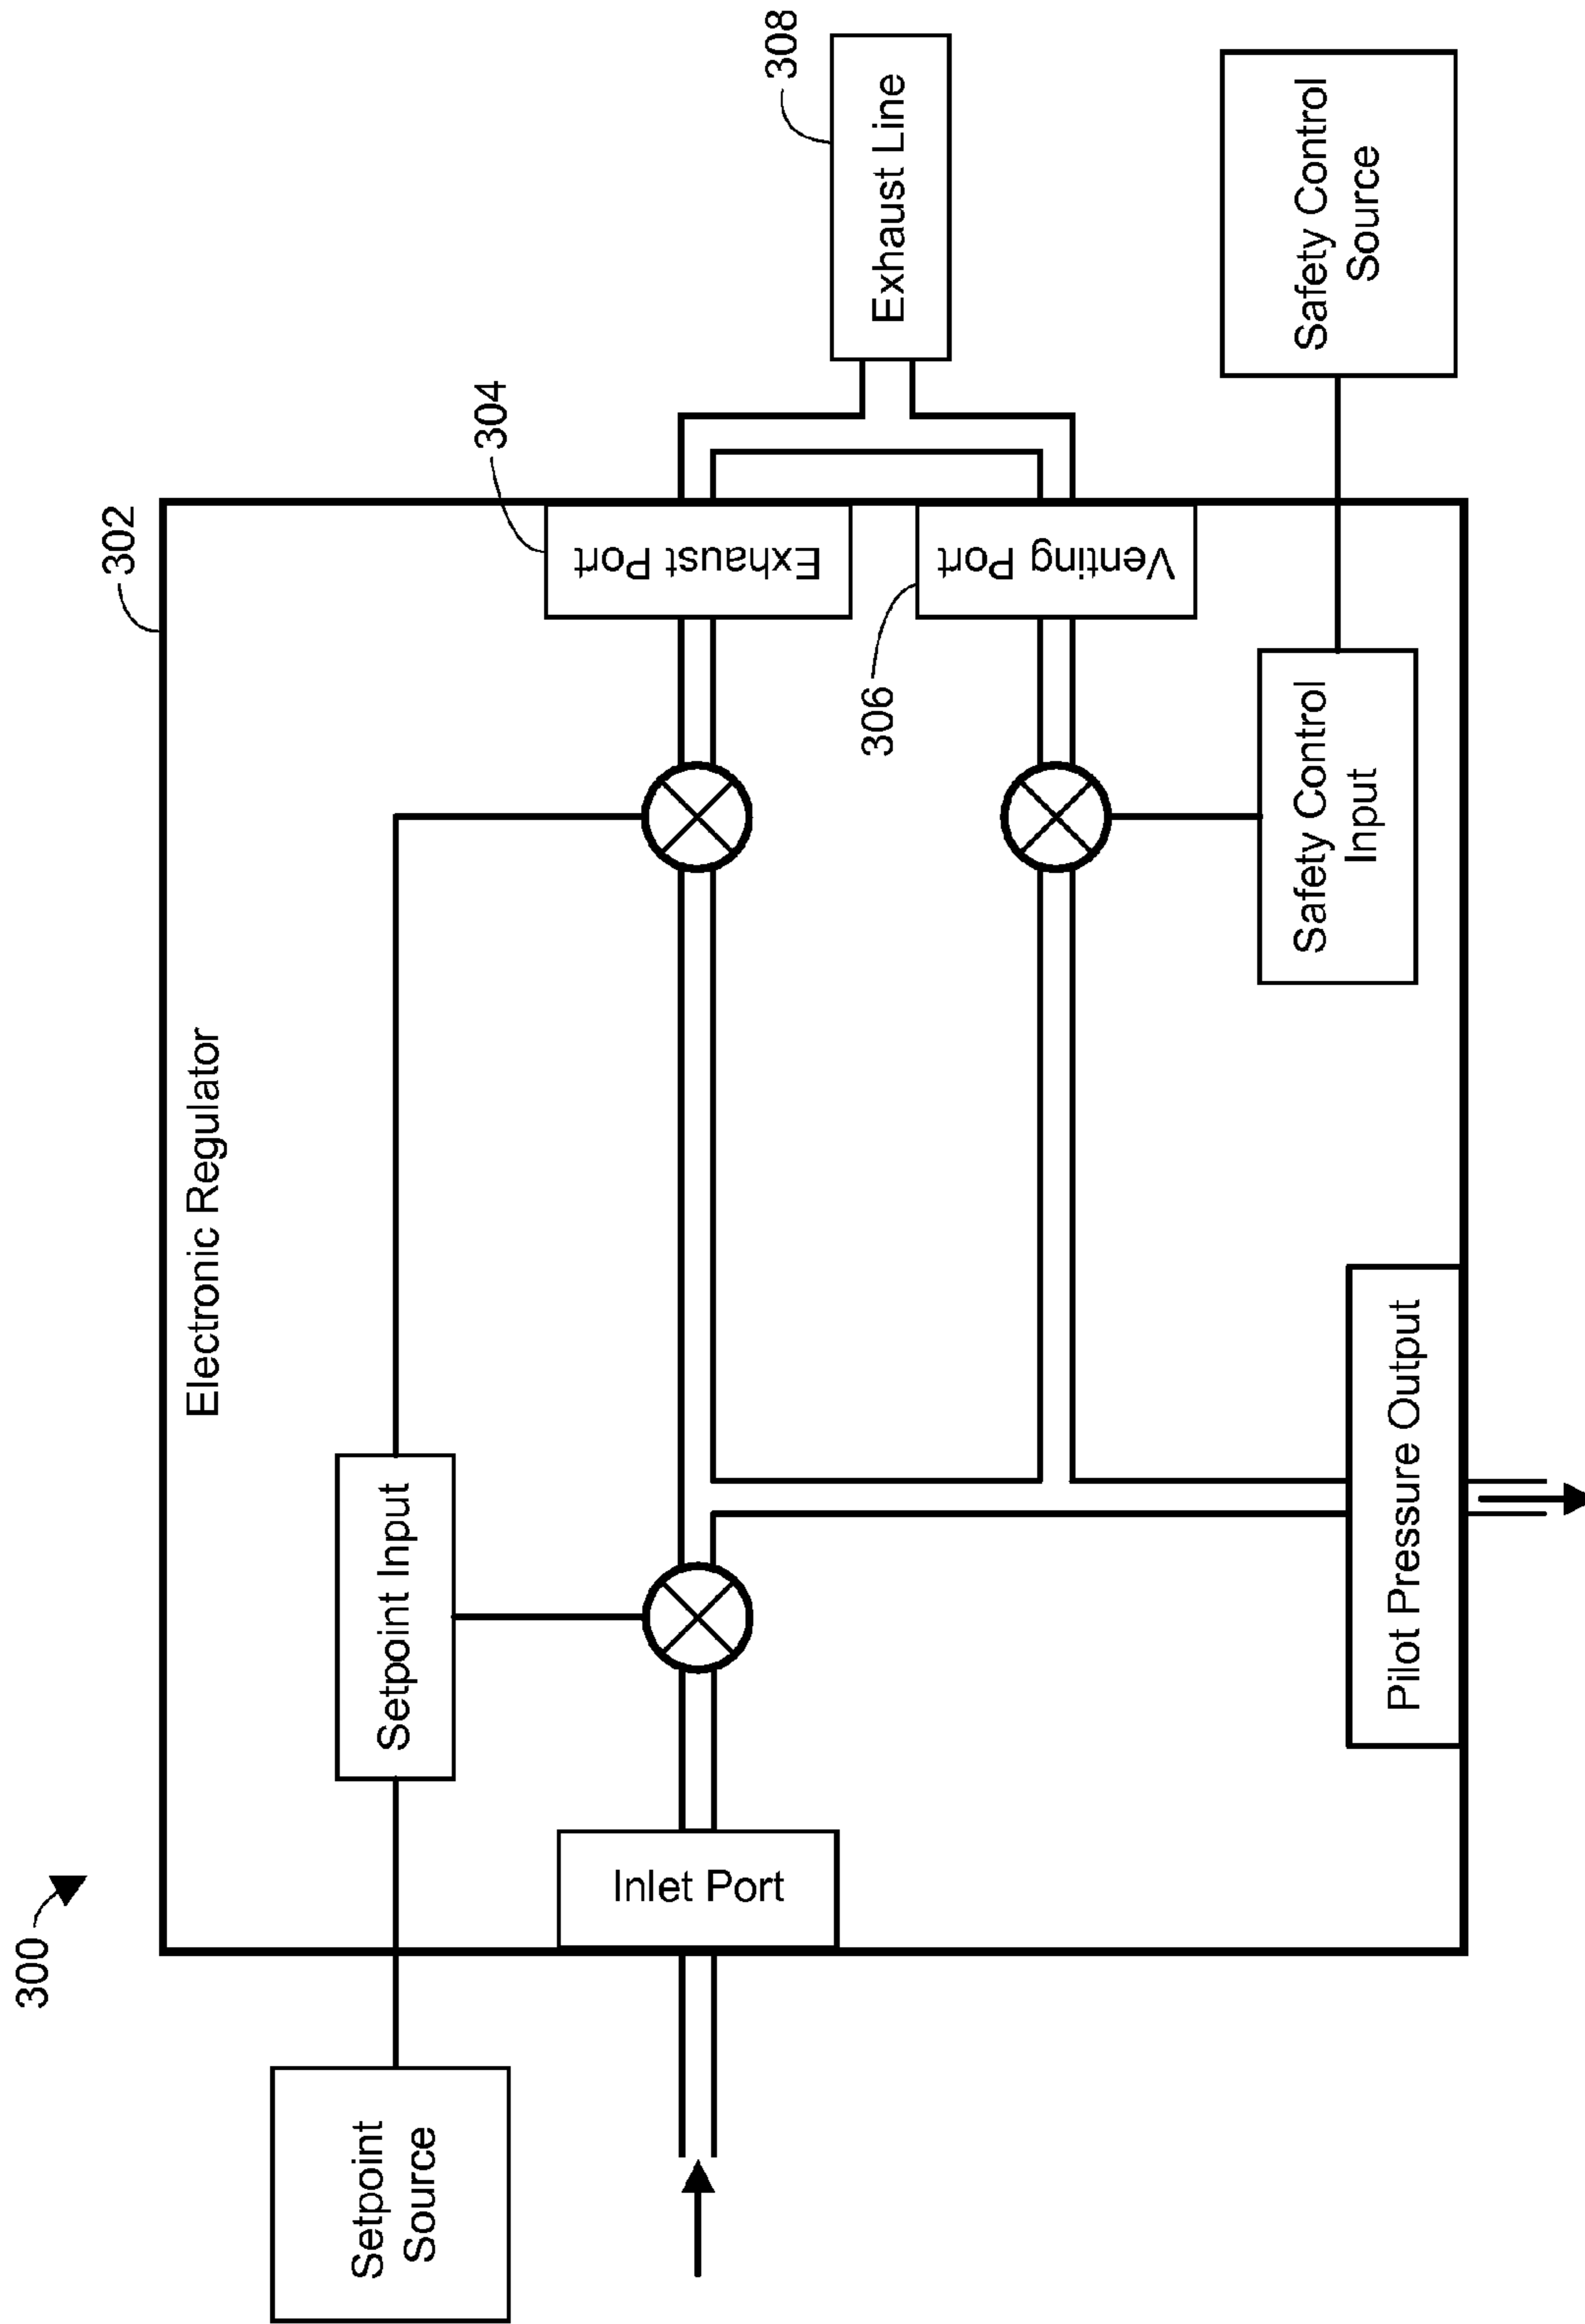 300
302
Electronic Regulator
Setpoint
Source
Setpoint Input
Inlet Port
304
Exhaust Port
306
Venting Port
308
Exhaust Line
Safety Control
Input
Safety Control
Source
Pilot Pressure Output